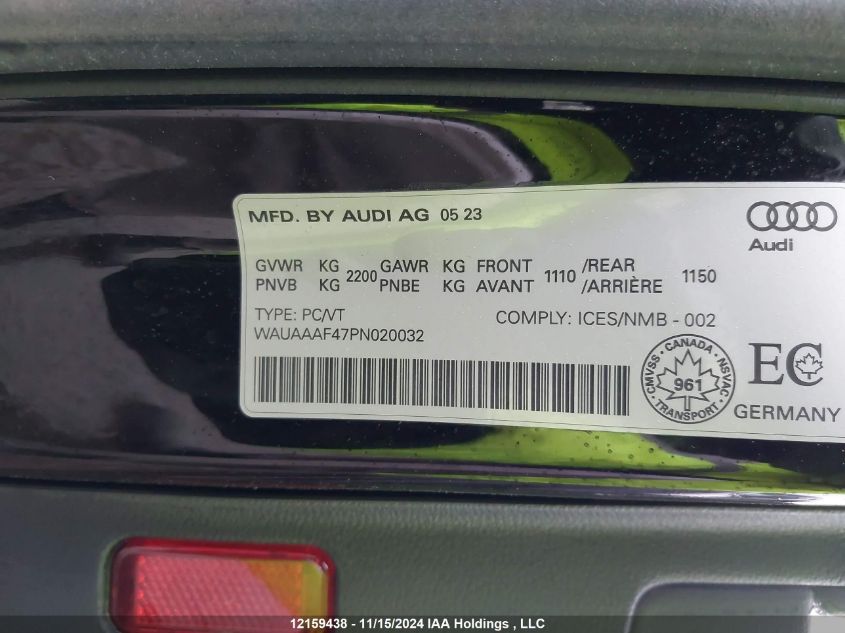 MFD. BY AUDI AG 05 23
Audi
GVWR KG 2200 GAWR KG FRONT 1110 /REAR 1150
PNVB KG PNBE KG AVANT /ARRIÈRE
TYPE: PC/VT COMPLY: ICES/NMB - 002
WAUAAAF47PN020032
CMVSS • CANADA • NSVAC
961
TRANSPORT
EC
GERMANY
12159438 - 11/15/2024 IAA Holdings , LLC